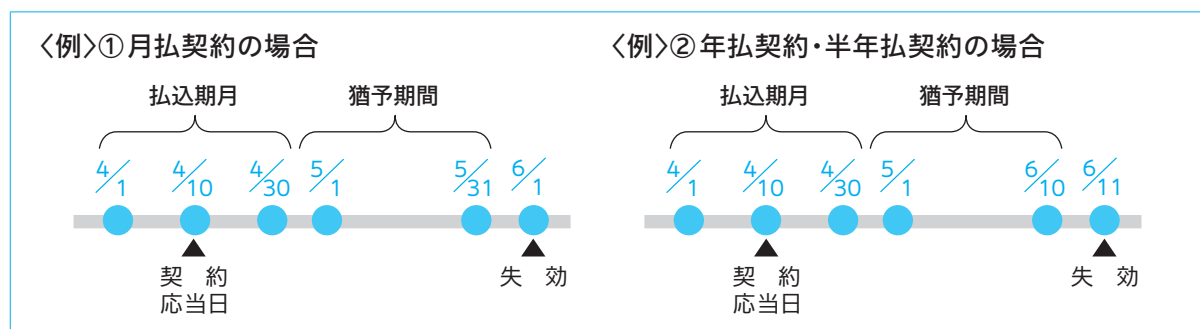 〈例〉①月払契約の場合
払込期月 猶予期間
4/1 4/10 4/30 5/1 5/31 6/1
契 約 失 効
応当日
〈例〉②年払契約・半年払契約の場合
払込期月 猶予期間
4/1 4/10 4/30 5/1 6/10 6/11
契 約 失 効
応当日